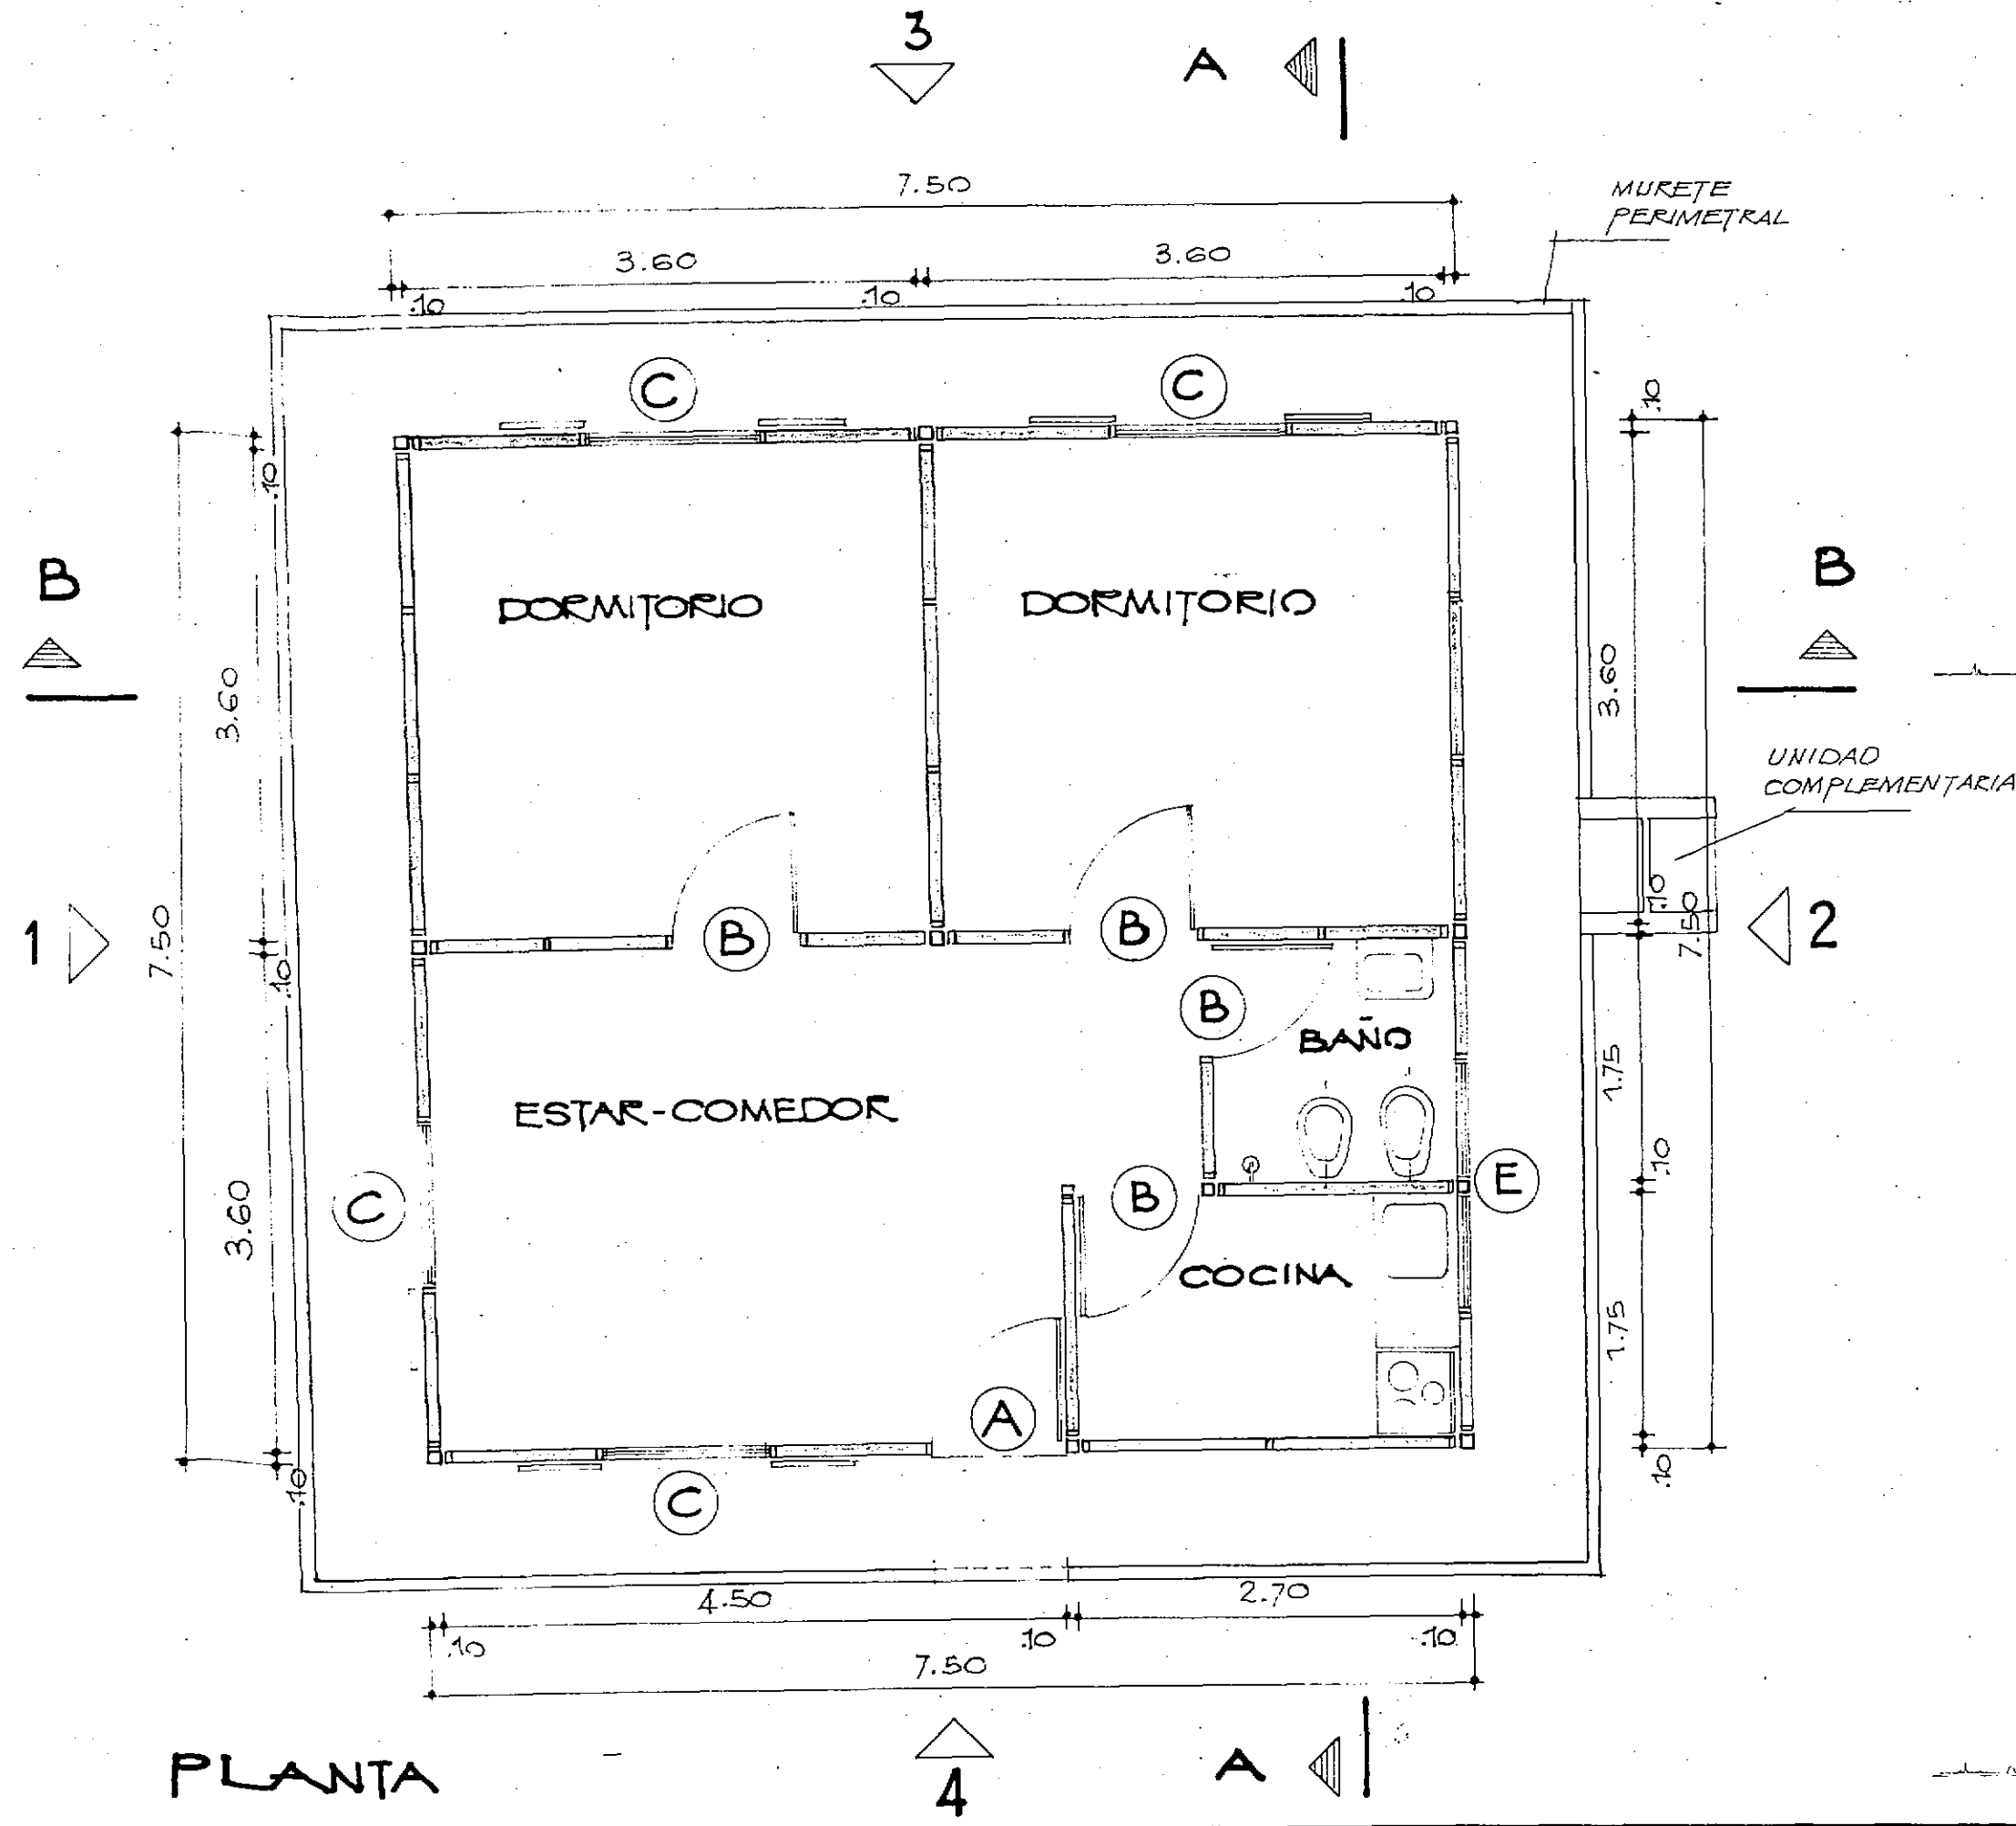 3
A
7.50
MURETE
PERIMETRAL
3.60
3.60
.10
.10
.10
C
C
.10
.10
B
B
DORMITORIO
DORMITORIO
3.60
3.60
UNIDAD
COMPLEMENTARIA
1
7.50
.10
B
B
.10
7.50
2
B
BAÑO
1.75
ESTAR-COMEDOR
.10
C
3.60
B
E
COCINA
1.75
A
.10
C
.10
4.50
2.70
.10
.10
.10
7.50
PLANTA
4
A